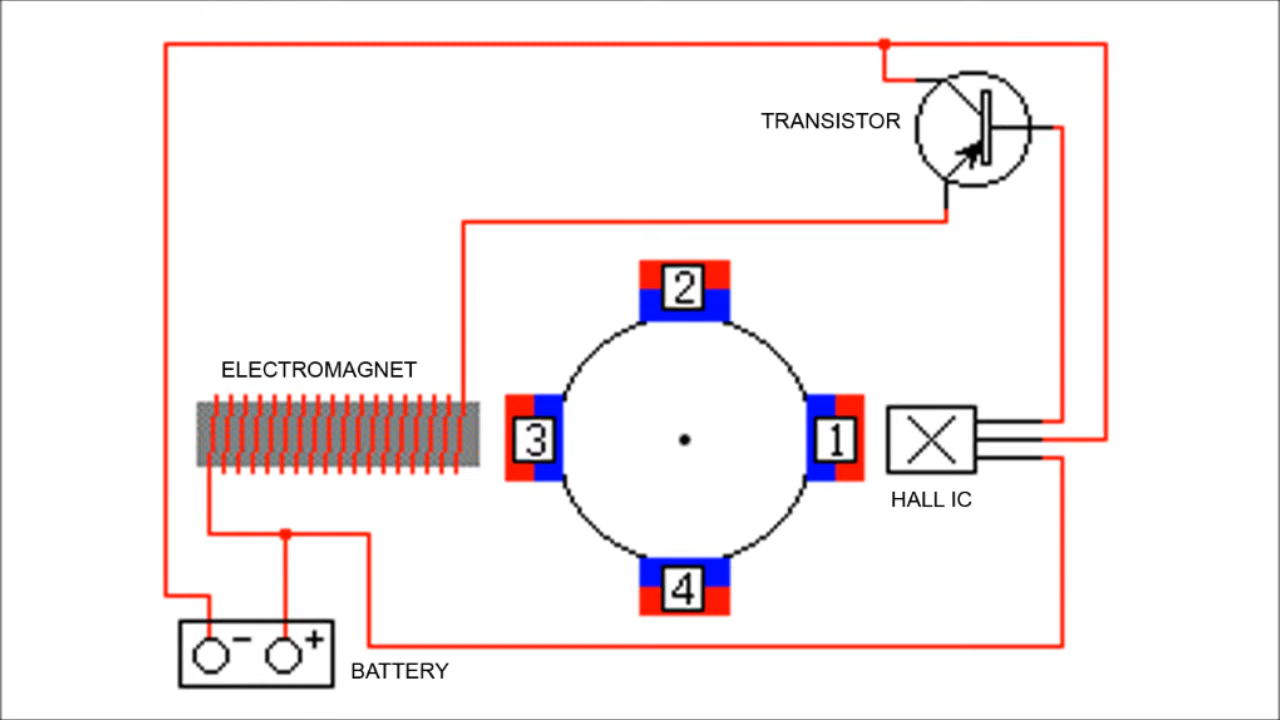 TRANSISTOR
2
ELECTROMAGNET
3
1
HALL IC
4
− +
BATTERY